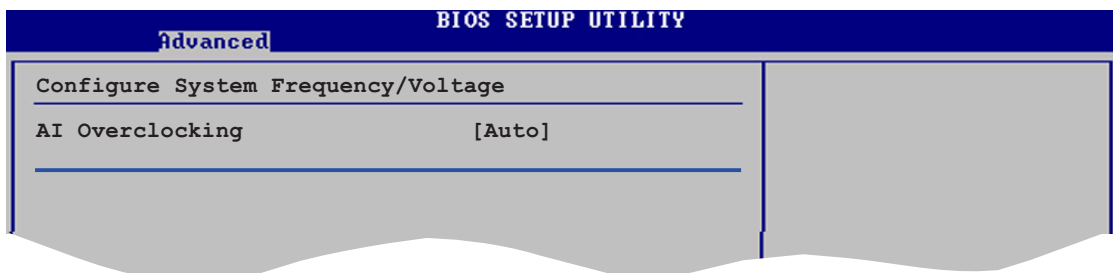 BIOS SETUP UTILITY
Advanced
Configure System Frequency/Voltage
AI Overclocking [Auto]